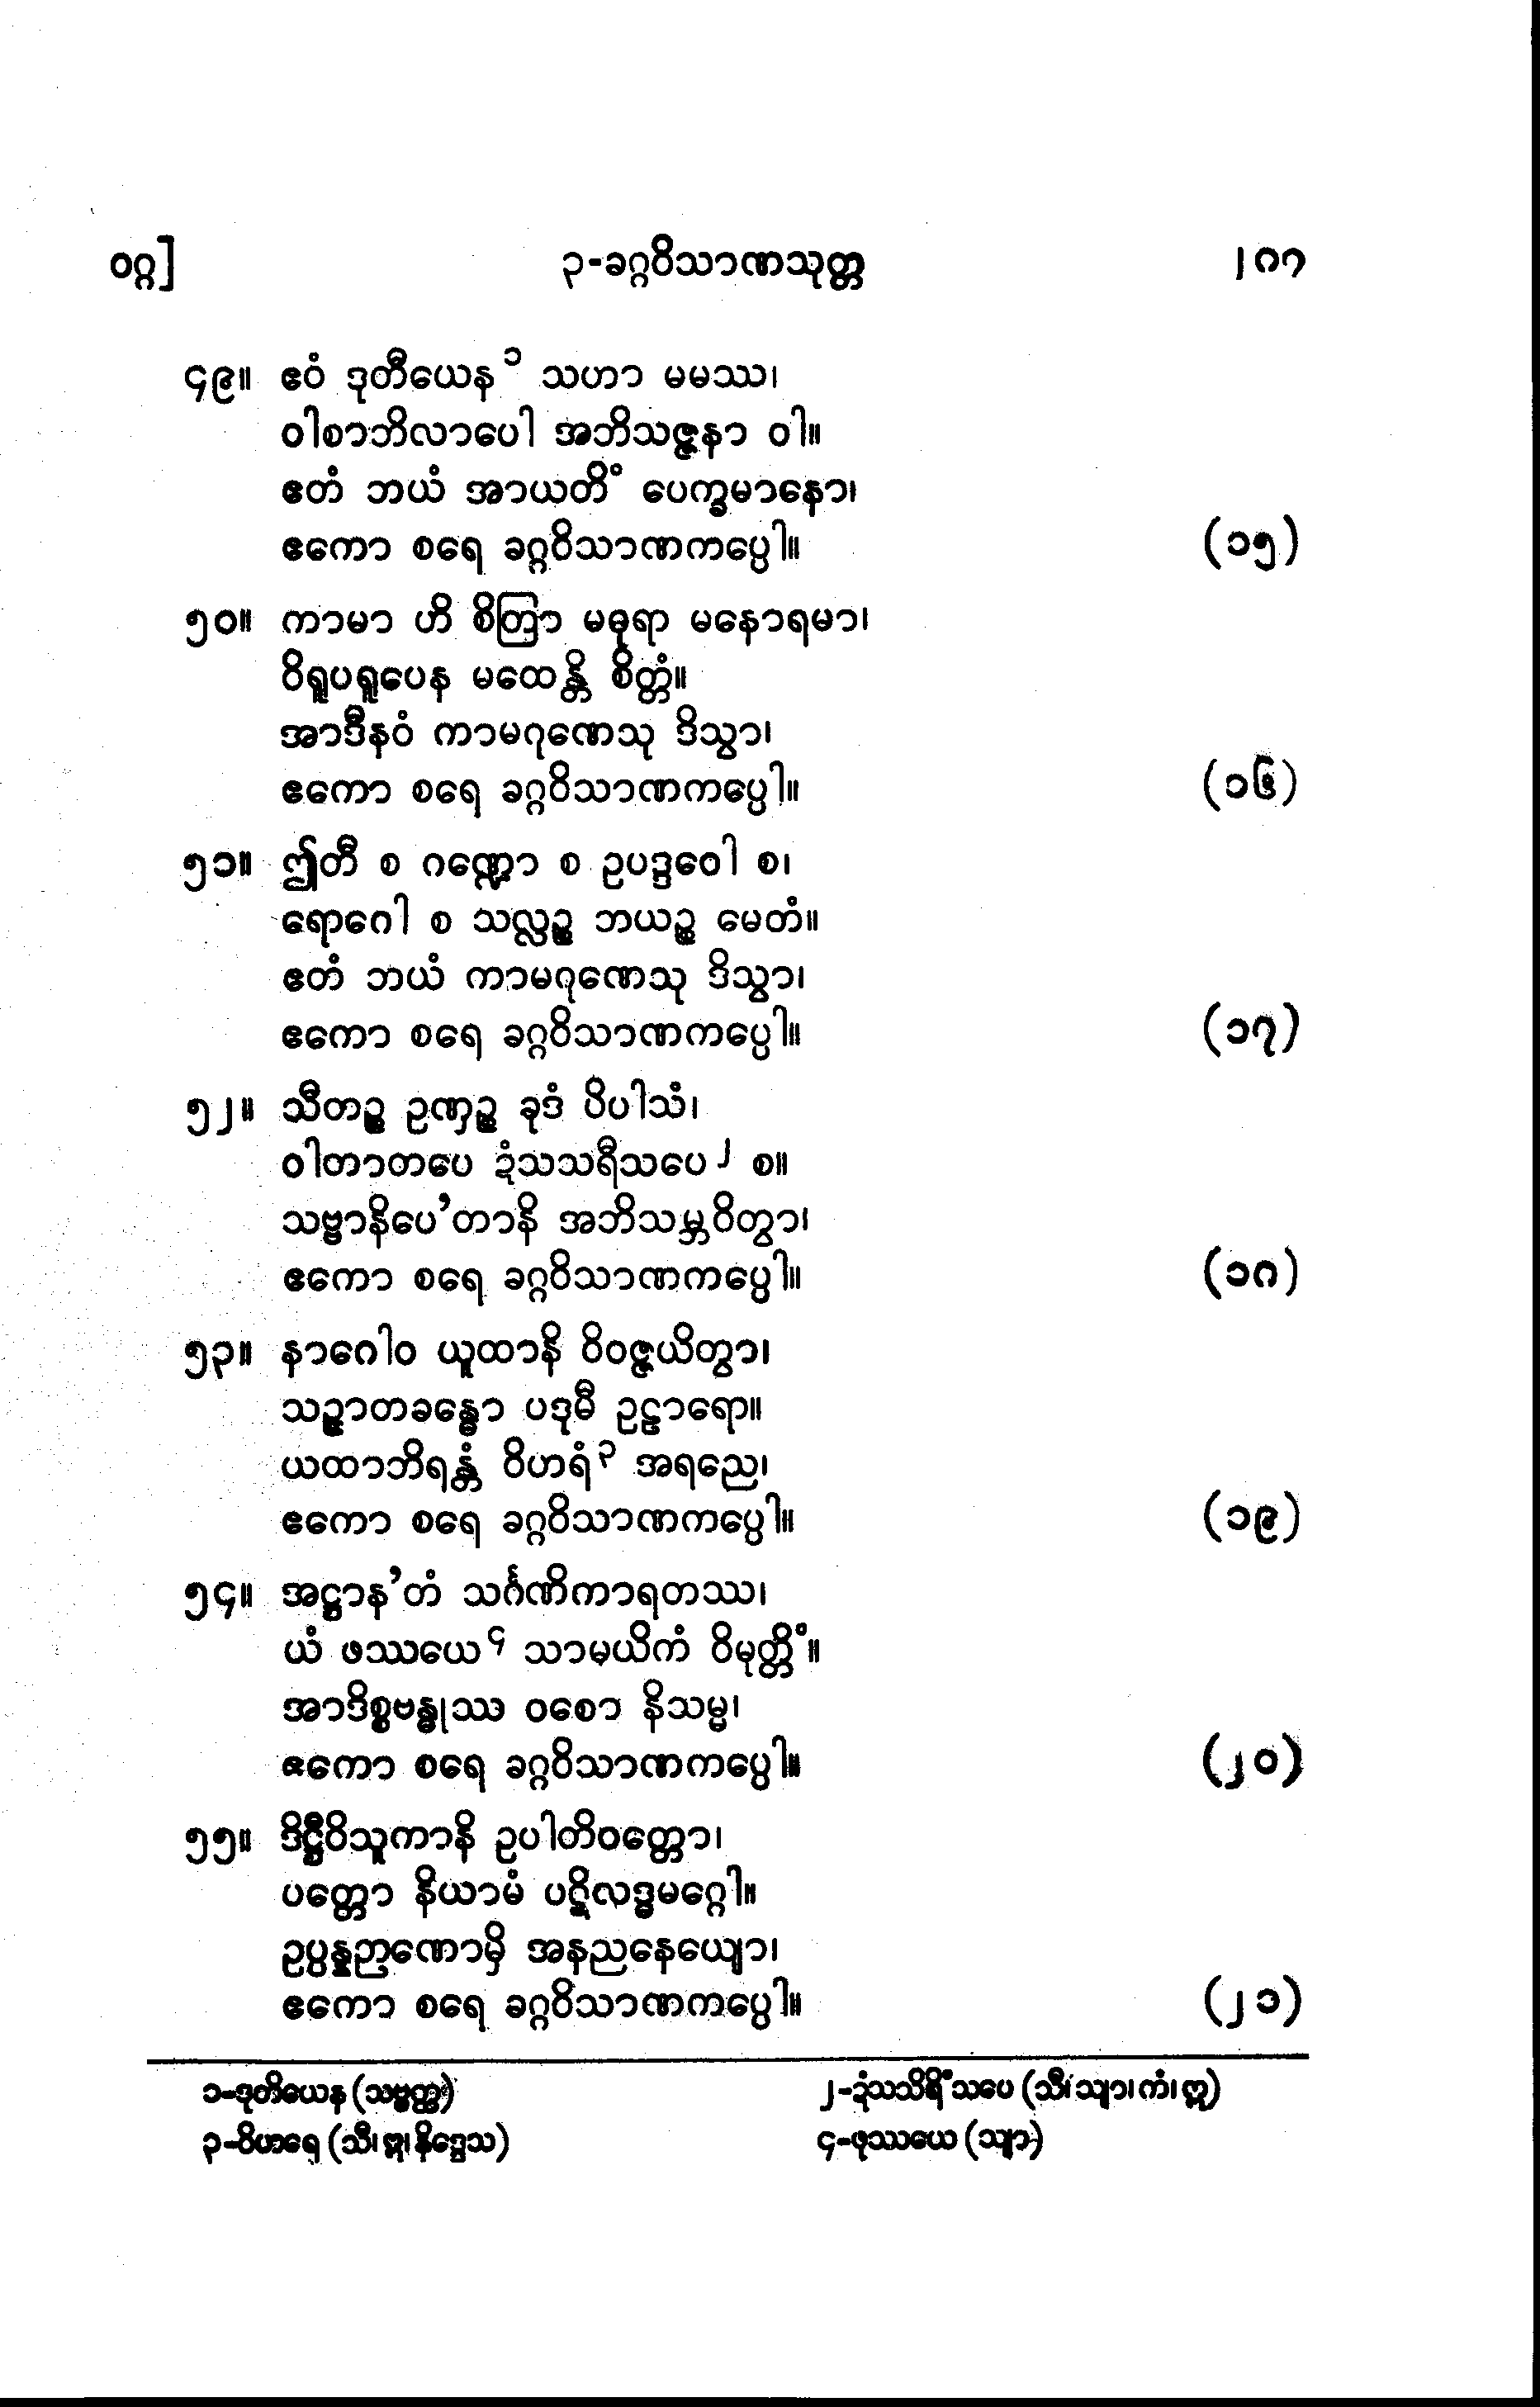 ဝဂ္ဂ] ၃-ခဂ္ဂဝိသာဏသုတ္တ ၂၈၇
၄၉။ ဧဝံ ဒုတီယေန၁ သဟာ မမဿ၊
ဝါစာဘိလာပေါ အဘိသဇ္ဇနာ ဝါ။
ဧတံ ဘယံ အာယတိံ ပေက္ခမာနော၊
ဧကော စရေ ခဂ္ဂဝိသာဏကပ္ပေါ။ (၁၅)
၅၀။ ကာမာ ဟိ စိတြာ မဓုရာ မနောရမာ၊
ဝိရူပရူပေန မထေန္တိ စိတ္တံ။
အာဒီနဝံ ကာမဂုဏေသု ဒိသွာ၊
ဧကော စရေ ခဂ္ဂဝိသာဏကပ္ပေါ။ (၁၆)
၅၁။ ဤတီ စ ဂဏ္ဍော စ ဥပဒ္ဒဝေါ စ၊
ရောဂေါ စ သလ္လဉ္စ ဘယဉ္စ မေတံ။
ဧတံ ဘယံ ကာမဂုဏေသု ဒိသွာ၊
ဧကော စရေ ခဂ္ဂဝိသာဏကပ္ပေါ။ (၁၇)
၅၂။ သီတဉ္စ ဥဏှဉ္စ ခုဒံ ပိပါသံ၊
ဝါတာတပေ ဍံသသရီသပေ၂ စ။
သဗ္ဗာနိပေ’တာနိ အဘိသမ္ဘဝိတွာ၊
ဧကော စရေ ခဂ္ဂဝိသာဏကပ္ပေါ။ (၁၈)
၅၃။ နာဂေါဝ ယူထာနိ ဝိဝဇ္ဇယိတွာ၊
သဉ္ဇာတခန္ဓော ပဒုမီ ဥဠာရော။
ယထာဘိရန္တံ ဝိဟရံ၃ အရညေ၊
ဧကော စရေ ခဂ္ဂဝိသာဏကပ္ပေါ။ (၁၉)
၅၄။ အဋ္ဌာန’တံ သင်္ဂဏိကာရတဿ၊
ယံ ဖဿယေ၄ သာမယိကံ ဝိမုတ္တိံ။
အာဒိစ္စဗန္ဓုဿ ဝစော နိသမ္မ၊
ဧကော စရေ ခဂ္ဂဝိသာဏကပ္ပေါ။ (၂၀)
၅၅။ ဒိဋ္ဌီဝိသူကာနိ ဥပါတိဝတ္တော၊
ပတ္တော နိယာမံ ပဋိလဒ္ဓမဂ္ဂေါ။
ဥပ္ပန္နဉာဏောမှိ အနညနေယျော၊
ဧကော စရေ ခဂ္ဂဝိသာဏကပ္ပေါ။ (၂၁)
၁-ဒုတိယေန (သဗ္ဗတ္ထ) ၂-ဍံသသိရိံသပေ (သီ၊ သျာ၊ ကံ၊ ဣ)
၃-ဝိဟရေ (သီ၊ ဣ၊ နိဒ္ဒေသ) ၄-ဖုဿယေ (သျာ)